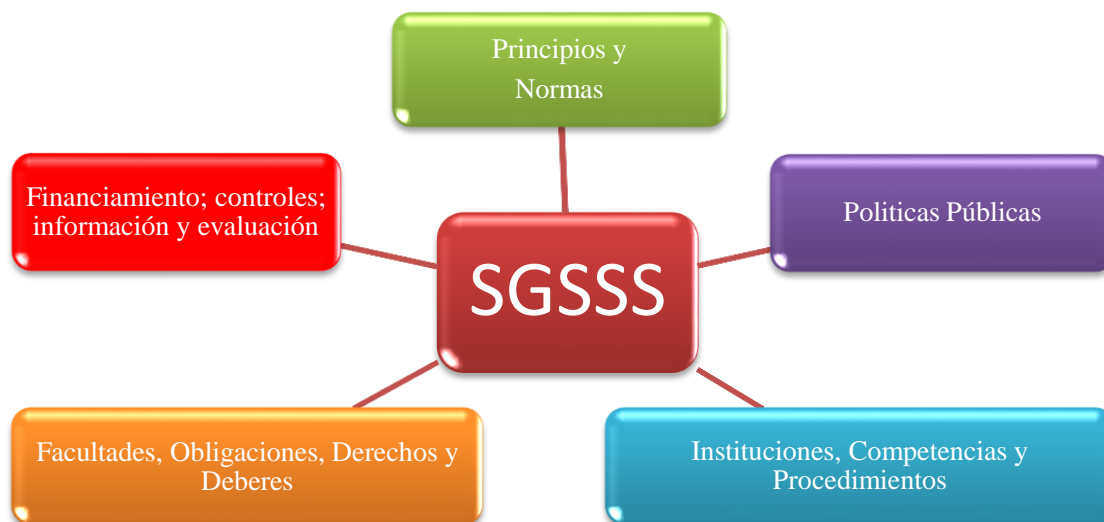 Principios y
Normas
Financiamiento; controles;
información y evaluación
Politicas Públicas
SGSSS
Facultades, Obligaciones, Derechos y
Deberes
Instituciones, Competencias y
Procedimientos